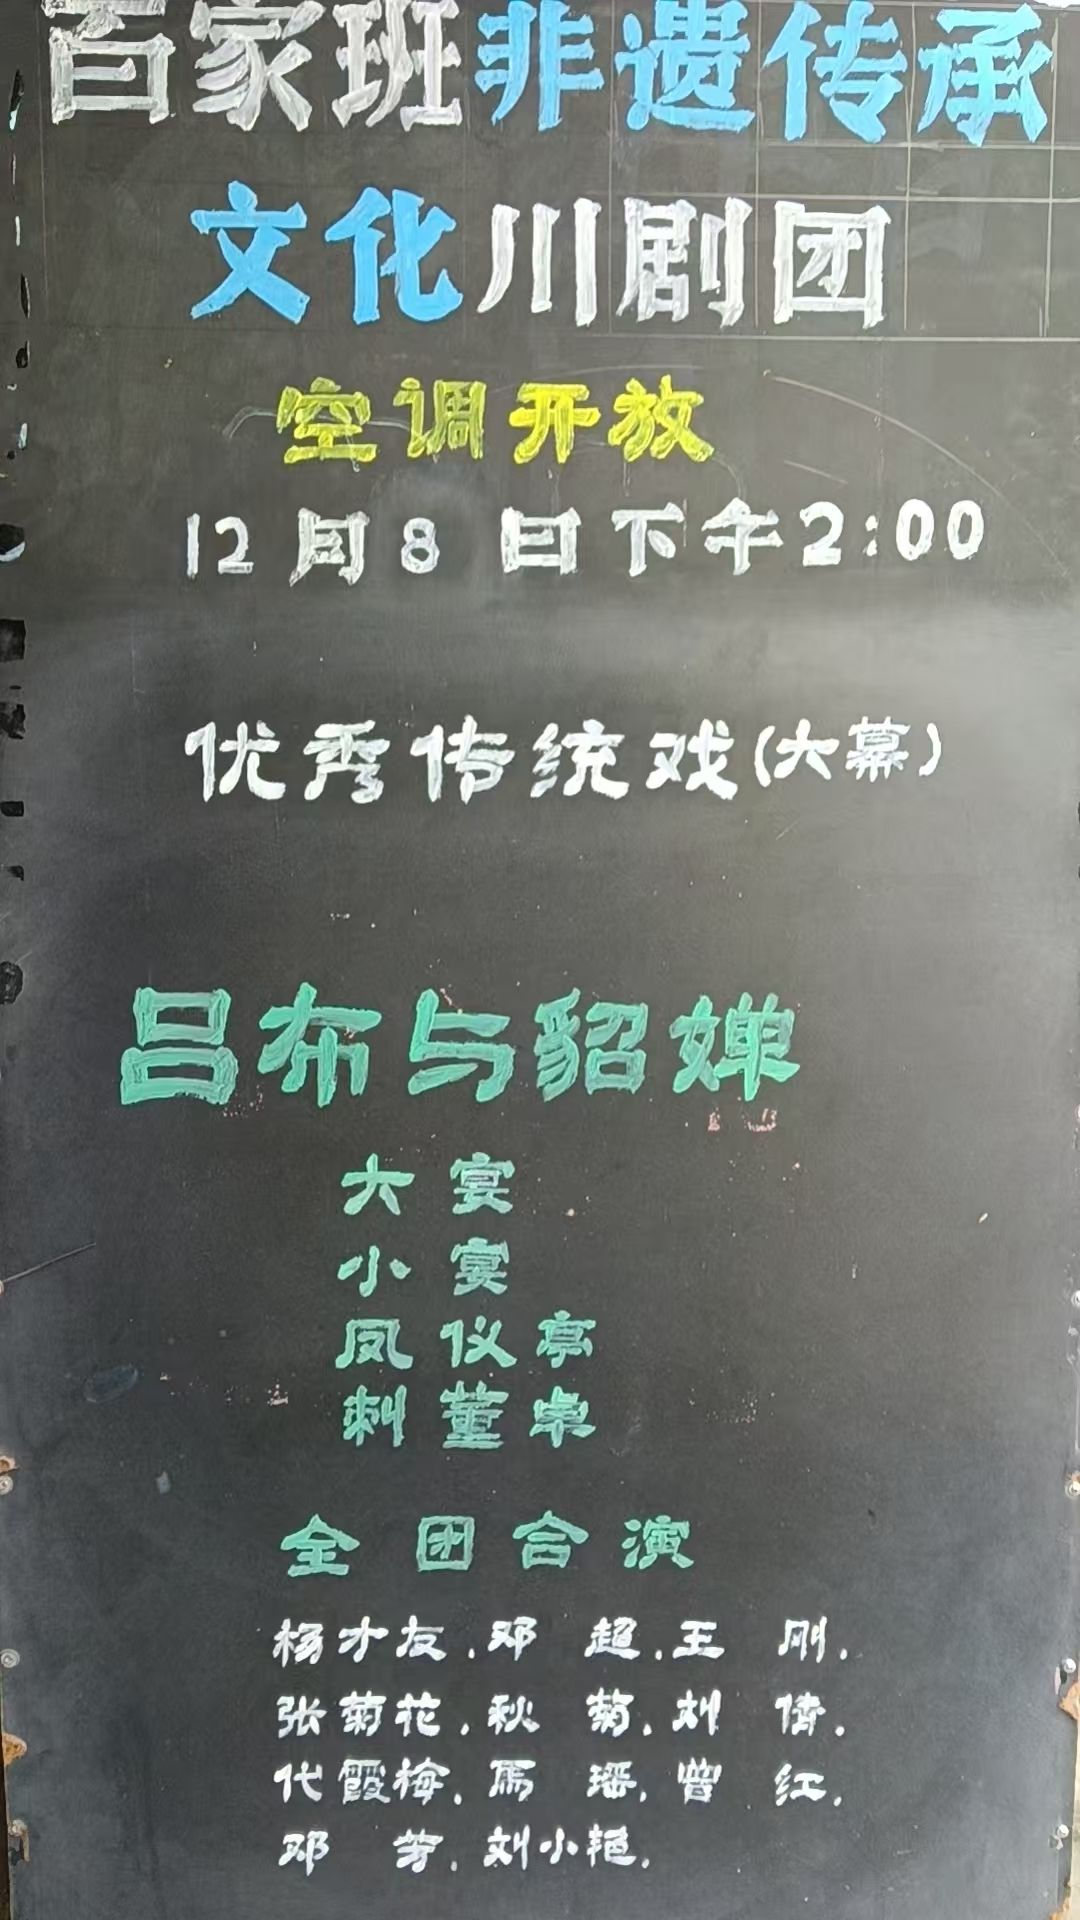 百家班非遗传承
文化川剧团
空调开放
12月8日下午2:00
优秀传统戏(大幕)
吕布与貂婵
大宴
小宴
凤仪亭
刺董卓
全团合演
杨才友.邓超.王刚.
张菊花.秋菊.刘倩.
代霞梅.馬瑶.曾红.
邓芳.刘小艳.